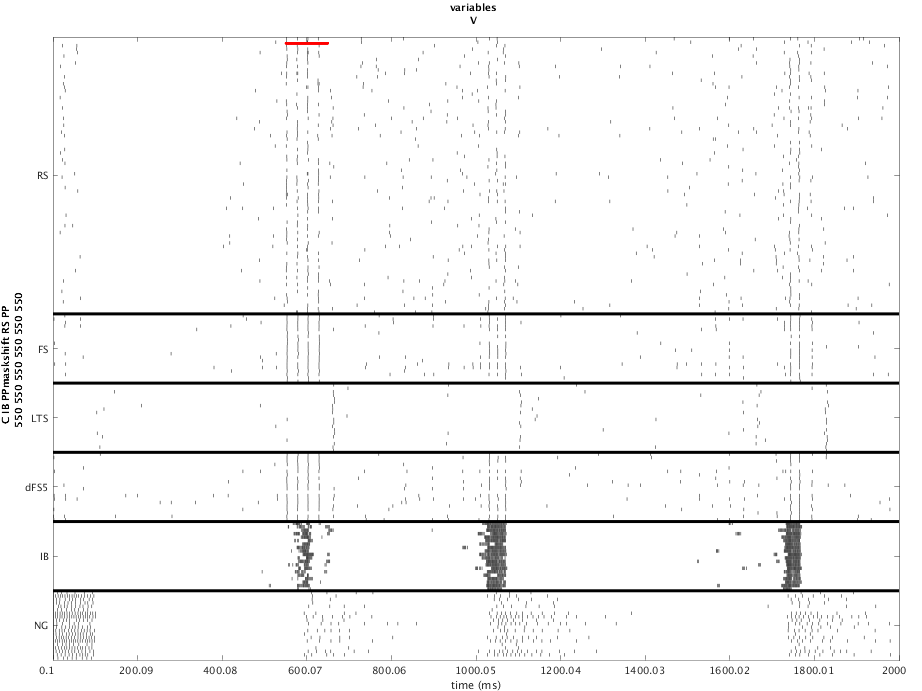 variables
V
C IB PPmaskshift RS PP
550 550 550 550 550 550 550
RS
FS
LTS
dFS5
IB
NG
0.1 200.09 400.08 600.07 800.06 1000.05 1200.04 1400.03 1600.02 1800.01 2000
time (ms)